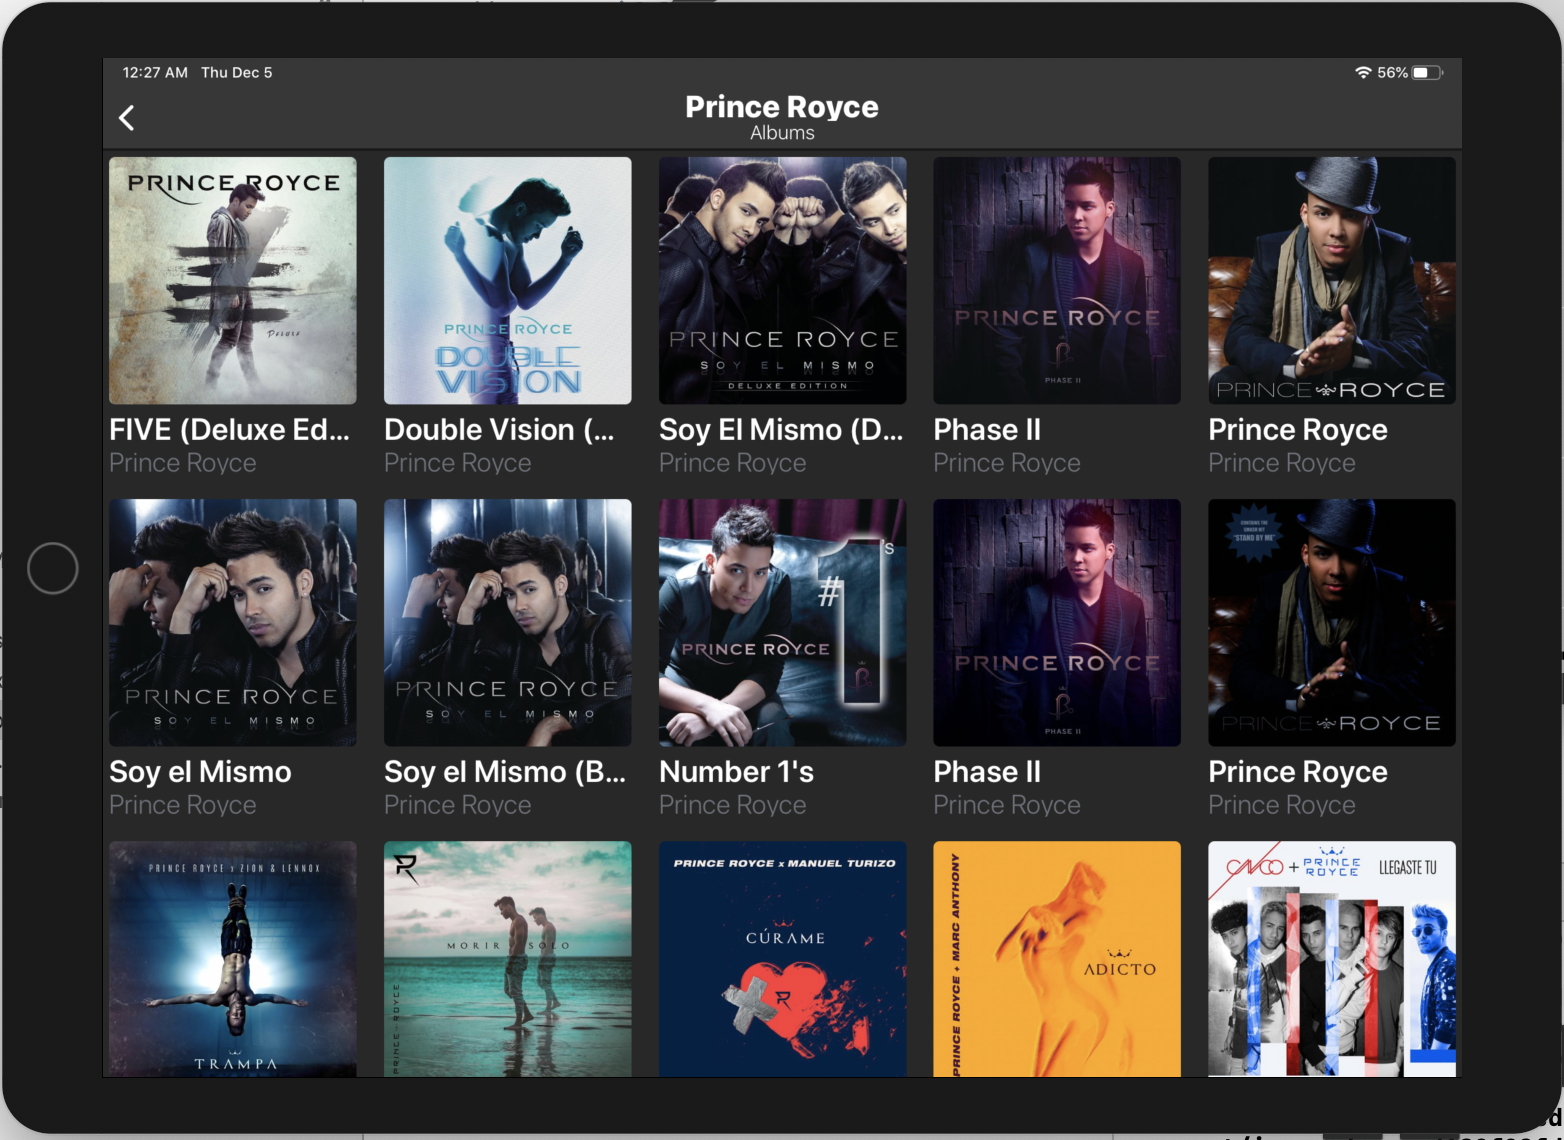 12:27 AM Thu Dec 5
56%
Prince Royce
Albums
PRINCE ROYCE
Deluxe
PRINCE ROYCE
DOUBLE
VISION
PRINCE ROYCE
SOY EL MISMO
DELUXE EDITION
PRINCE ROYCE
PHASE II
PRINCE ROYCE
FIVE (Deluxe Ed...
Double Vision (...
Soy El Mismo (D...
Phase II
Prince Royce
Prince Royce
Prince Royce
Prince Royce
Prince Royce
Prince Royce
PRINCE ROYCE
SOY EL MISMO
PRINCE ROYCE
SOY EL MISMO
#1's
PRINCE ROYCE
PRINCE ROYCE
PHASE II
CONTAINS THE
SMASH HIT
"STAND BY ME"
PRINCE ROYCE
Soy el Mismo
Soy el Mismo (B...
Number 1's
Phase II
Prince Royce
Prince Royce
Prince Royce
Prince Royce
Prince Royce
Prince Royce
PRINCE ROYCE x ZION & LENNOX
TRAMPA
R
MORIR SOLO
PRINCE-ROYCE
PRINCE ROYCE x MANUEL TURIZO
CÚRAME
R
PRINCE ROYCE + MARC ANTHONY
ADICTO
CNCO + PRINCE ROYCE LLEGASTE TU